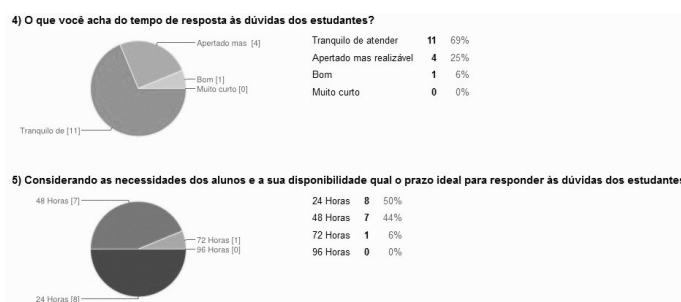 4) O que você acha do tempo de resposta às dúvidas dos estudantes?
Apertado mas [4]
Bom [1]
Muito curto [0]
Tranquilo de [11]
Tranquilo de atender 11 69%
Apertado mas realizável 4 25%
Bom 1 6%
Muito curto 0 0%
5) Considerando as necessidades dos alunos e a sua disponibilidade qual o prazo ideal para responder às dúvidas dos estudantes
48 Horas [7]
72 Horas [1]
96 Horas [0]
24 Horas [8]
24 Horas 8 50%
48 Horas 7 44%
72 Horas 1 6%
96 Horas 0 0%